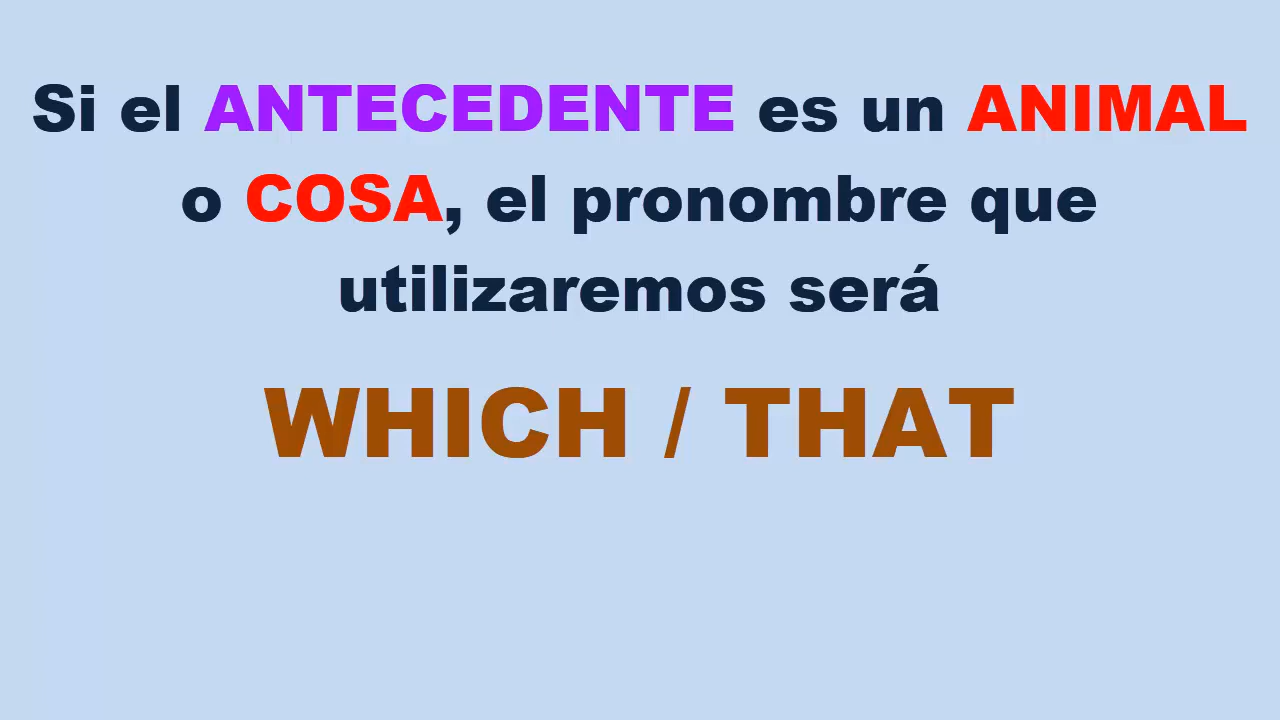 Si el ANTECEDENTE es un ANIMAL
o COSA, el pronombre que
utilizaremos será
WHICH / THAT